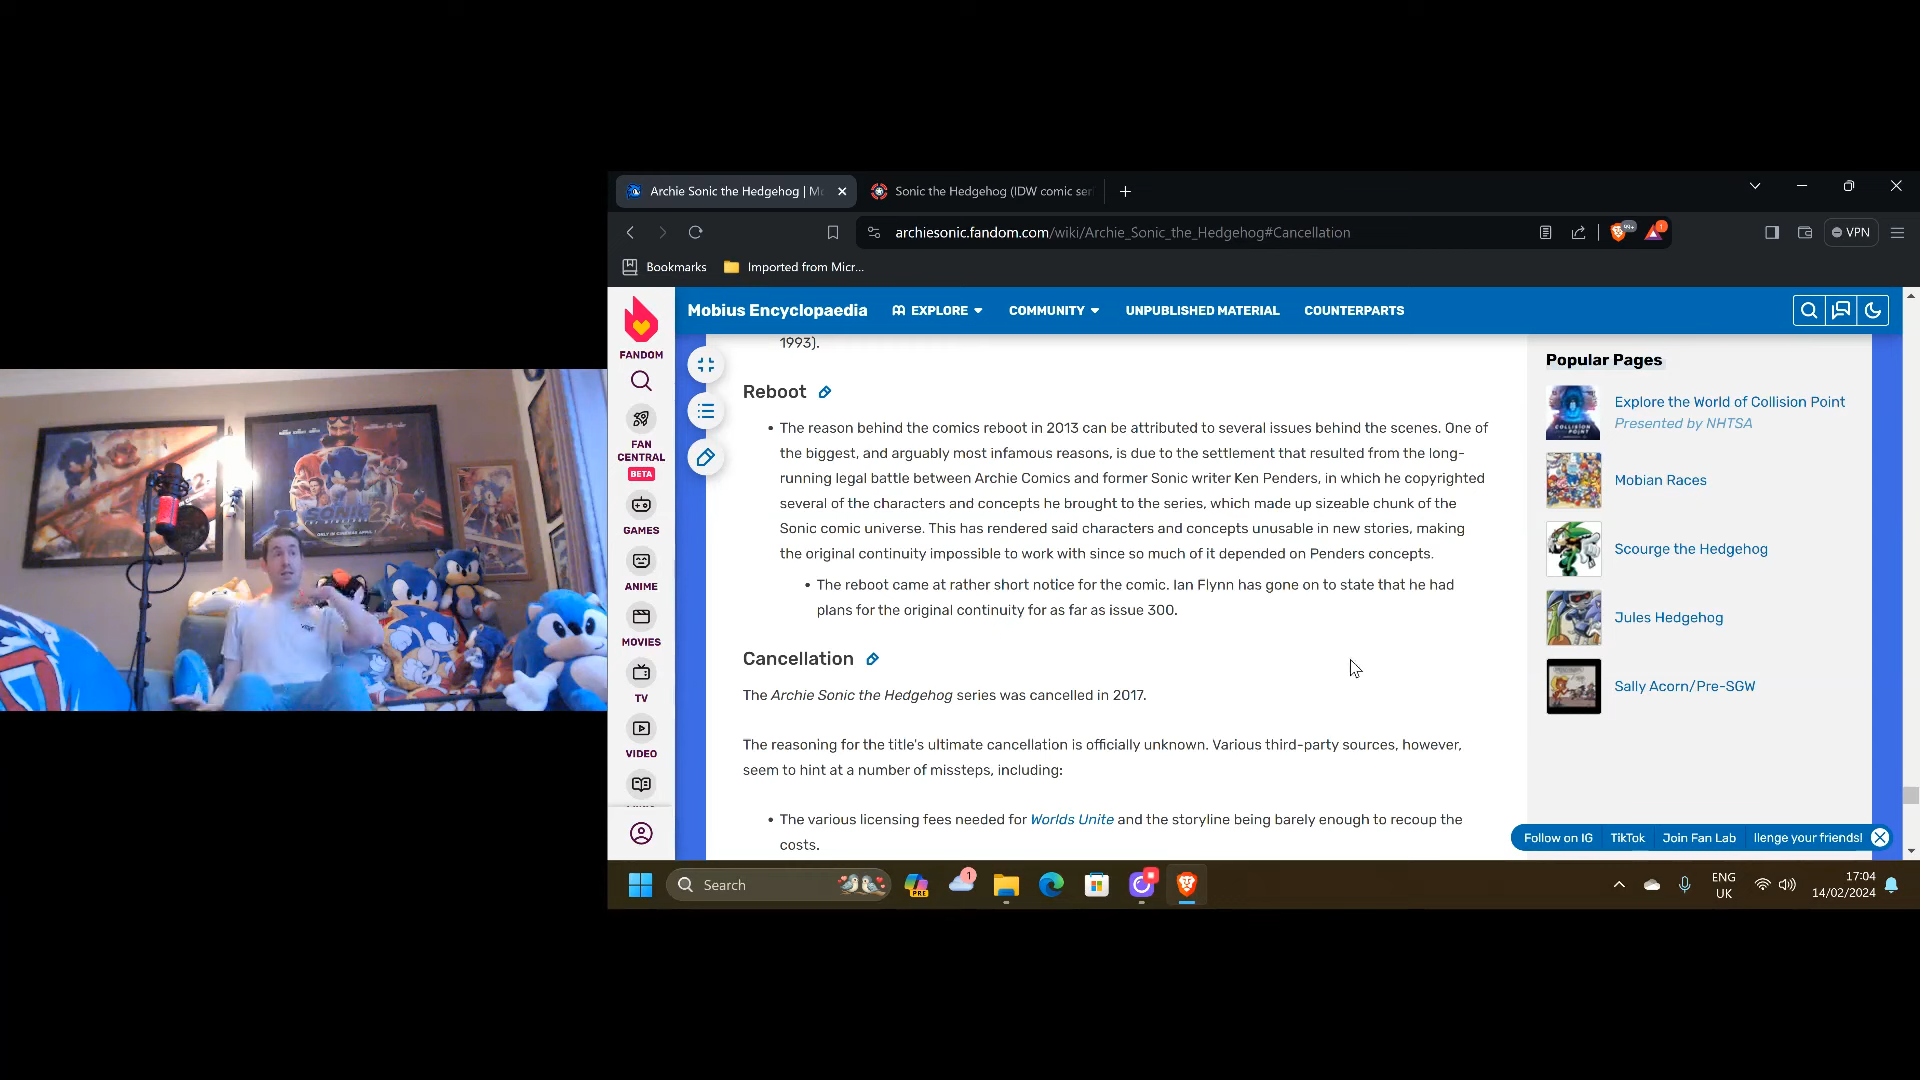 Archie Sonic the Hedgehog | Mo
Sonic the Hedgehog (IDW comic ser
archiesonic.fandom.com/wiki/Archie_Sonic_the_Hedgehog#Cancellation
99+
1
VPN
Bookmarks
Imported from Micr...
Mobius Encyclopaedia
EXPLORE
COMMUNITY
UNPUBLISHED MATERIAL
COUNTERPARTS
FANDOM
FAN
CENTRAL
BETA
GAMES
ANIME
MOVIES
TV
VIDEO
1993).
Reboot
• The reason behind the comics reboot in 2013 can be attributed to several issues behind the scenes. One of
the biggest, and arguably most infamous reasons, is due to the settlement that resulted from the long-
running legal battle between Archie Comics and former Sonic writer Ken Penders, in which he copyrighted
several of the characters and concepts he brought to the series, which made up sizeable chunk of the
Sonic comic universe. This has rendered said characters and concepts unusable in new stories, making
the original continuity impossible to work with since so much of it depended on Penders concepts.
• The reboot came at rather short notice for the comic. Ian Flynn has gone on to state that he had
plans for the original continuity for as far as issue 300.
Cancellation
The Archie Sonic the Hedgehog series was cancelled in 2017.
The reasoning for the title's ultimate cancellation is officially unknown. Various third-party sources, however,
seem to hint at a number of missteps, including:
• The various licensing fees needed for Worlds Unite and the storyline being barely enough to recoup the
costs.
Popular Pages
Explore the World of Collision Point
Presented by NHTSA
Mobian Races
Scourge the Hedgehog
Jules Hedgehog
Sally Acorn/Pre-SGW
Follow on IG
TikTok
Join Fan Lab
llenge your friends!
SONIC 2
Search
PRE
1
ENG
UK
17:04
14/02/2024